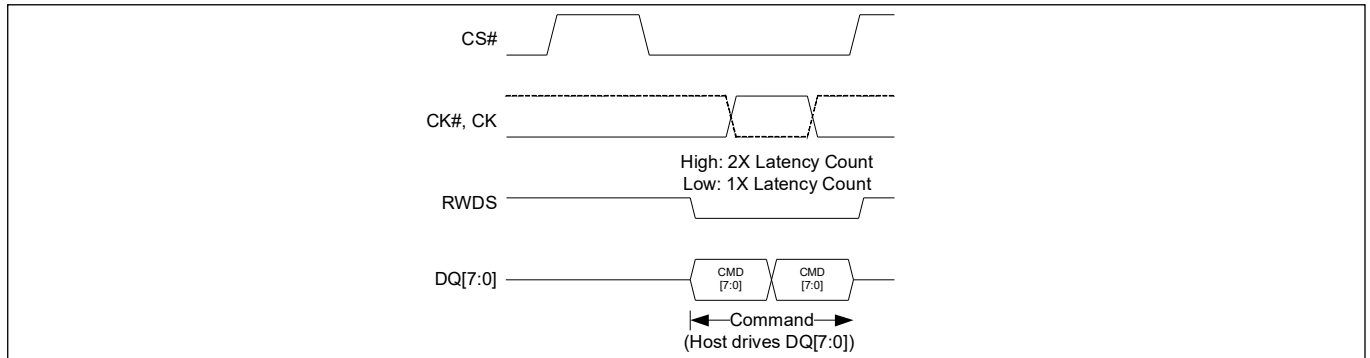 CS#
CK#, CK
High: 2X Latency Count
Low: 1X Latency Count
RWDS
DQ[7:0]
CMD
[7:0]
CMD
[7:0]
Command
(Host drives DQ[7:0])